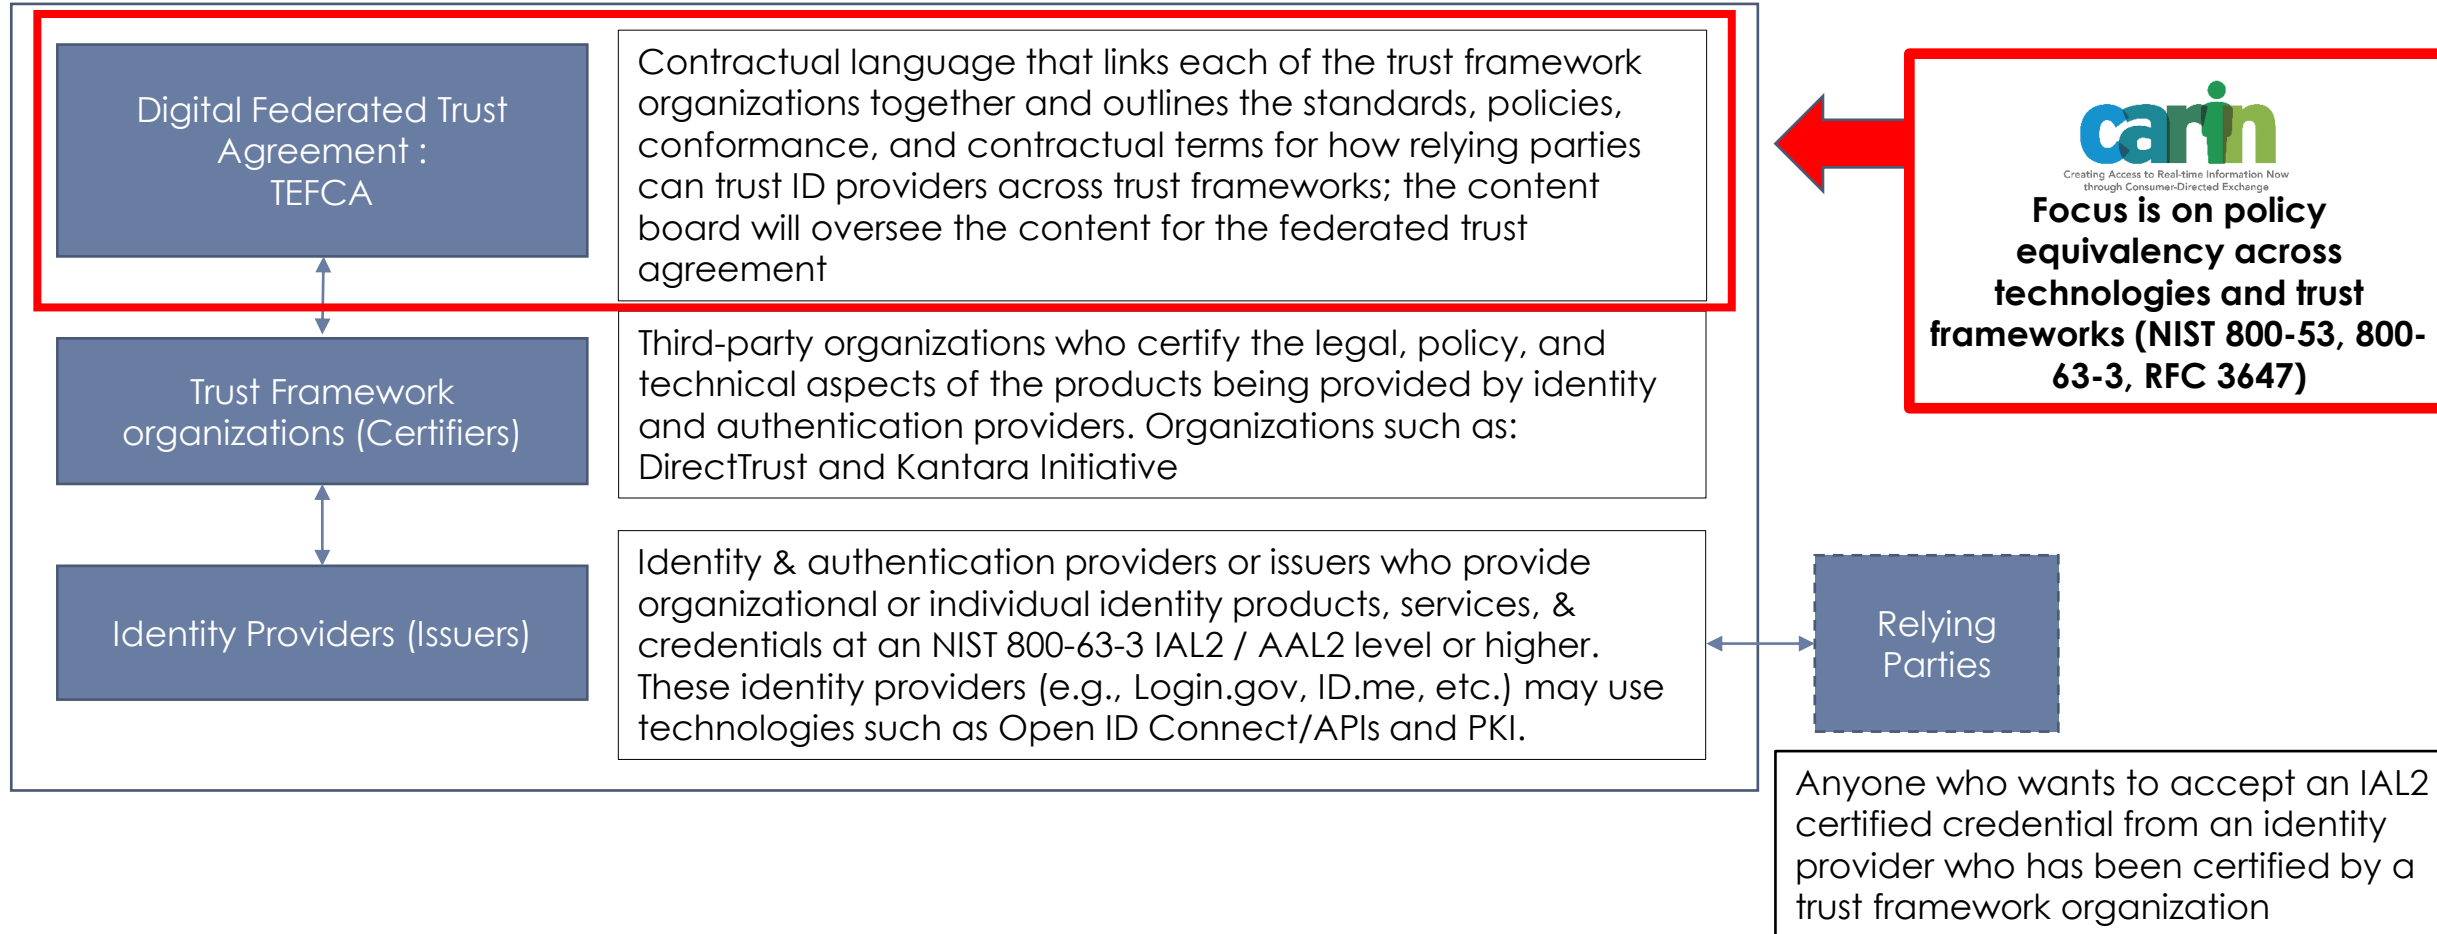 Digital Federated Trust
Agreement :
TEFCA
Contractual language that links each of the trust framework
organizations together and outlines the standards, policies,
conformance, and contractual terms for how relying parties
can trust ID providers across trust frameworks; the content
board will oversee the content for the federated trust
agreement
carin
Creating Access to Real-time Information Now
through Consumer-Directed Exchange
Focus is on policy
equivalency across
technologies and trust
frameworks (NIST 800-53, 800-
63-3, RFC 3647)
Trust Framework
organizations (Certifiers)
Third-party organizations who certify the legal, policy, and
technical aspects of the products being provided by identity
and authentication providers. Organizations such as:
DirectTrust and Kantara Initiative
Identity Providers (Issuers)
Identity & authentication providers or issuers who provide
organizational or individual identity products, services, &
credentials at an NIST 800-63-3 IAL2 / AAL2 level or higher.
These identity providers (e.g., Login.gov, ID.me, etc.) may use
technologies such as Open ID Connect/APIs and PKI.
Relying
Parties
Anyone who wants to accept an IAL2
certified credential from an identity
provider who has been certified by a
trust framework organization